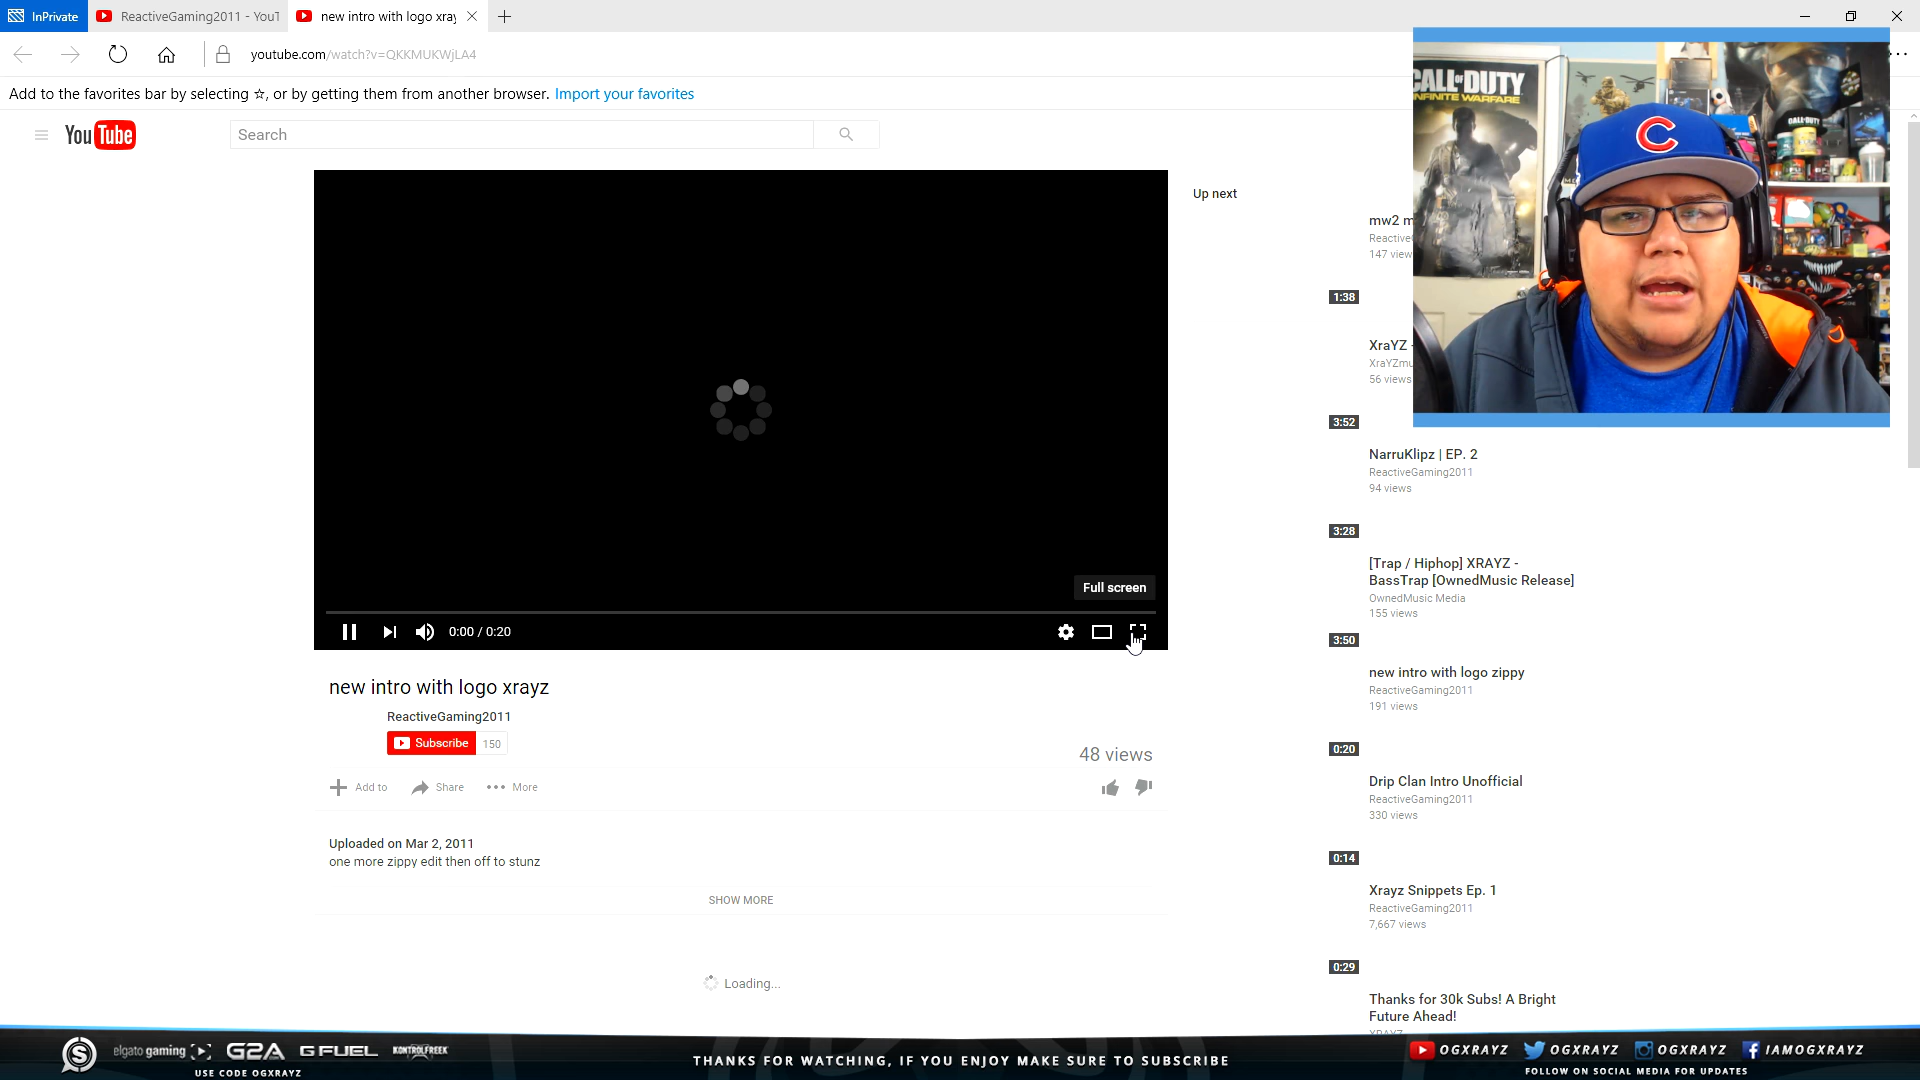 InPrivate
ReactiveGaming2011 - YouT
new intro with logo xray
youtube.com/watch?v=QKKMUKWjLA4
Add to the favorites bar by selecting ☆, or by getting them from another browser. Import your favorites
YouTube
Search
Up next
mw2 m
Reactive
147 view
1:38
XraYZ -
XraYZmu
56 views
3:52
NarruKlipz | EP. 2
ReactiveGaming2011
94 views
3:28
[Trap / Hiphop] XRAYZ -
BassTrap [OwnedMusic Release]
OwnedMusic Media
155 views
3:50
new intro with logo zippy
ReactiveGaming2011
191 views
0:20
Drip Clan Intro Unofficial
ReactiveGaming2011
330 views
0:14
Xrayz Snippets Ep. 1
ReactiveGaming2011
7,667 views
0:29
Thanks for 30k Subs! A Bright
Future Ahead!
XRAYZ
CALL OF DUTY
INFINITE WARFARE
C
CALL OF DUTY
Full screen
0:00 / 0:20
new intro with logo xrayz
ReactiveGaming2011
Subscribe 150
48 views
Add to Share More
Uploaded on Mar 2, 2011
one more zippy edit then off to stunz
SHOW MORE
Loading...
elgato gaming G2A G FUEL KONTROLFREEK
USE CODE OGXRAYZ
THANKS FOR WATCHING, IF YOU ENJOY MAKE SURE TO SUBSCRIBE
OGXRAYZ OGXRAYZ OGXRAYZ IAMOGXRAYZ
FOLLOW ON SOCIAL MEDIA FOR UPDATES